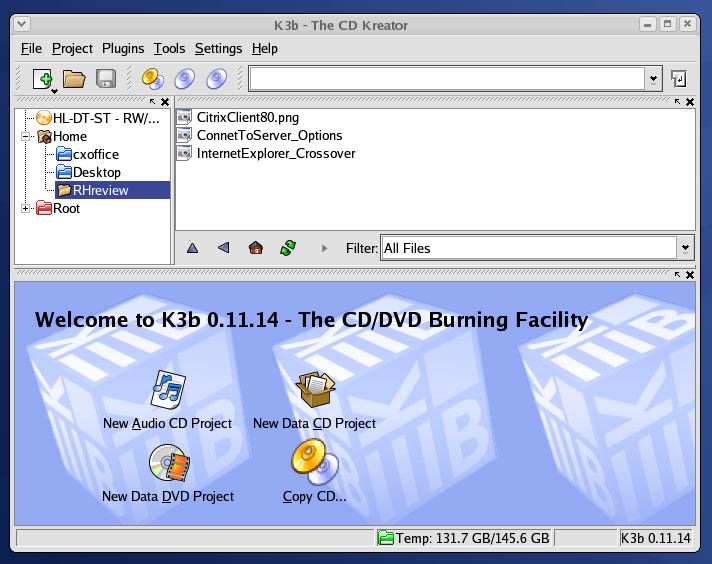 K3b - The CD Kreator
File Project Plugins Tools Settings Help
HL-DT-ST - RW/...
Home
cxoffice
Desktop
RHreview
Root
CitrixClient80.png
ConnetToServer_Options
InternetExplorer_Crossover
Filter: All Files
Welcome to K3b 0.11.14 - The CD/DVD Burning Facility
New Audio CD Project New Data CD Project
New Data DVD Project Copy CD...
Temp: 131.7 GB/145.6 GB K3b 0.11.14